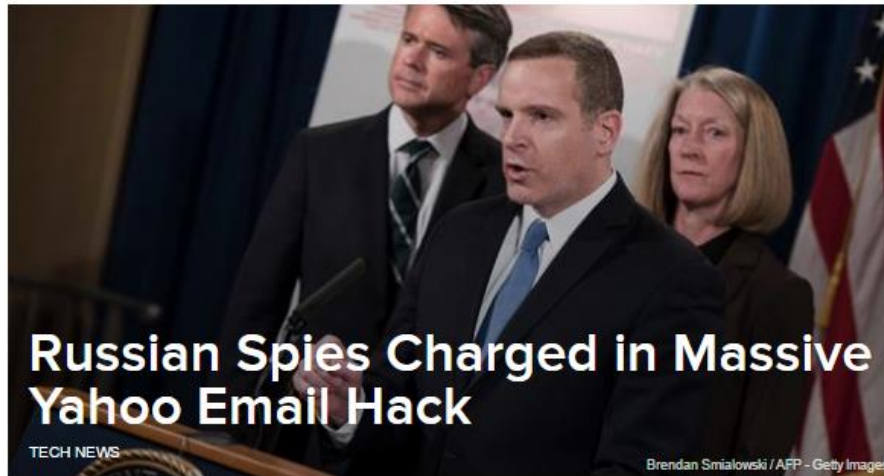 Russian Spies Charged in Massive
Yahoo Email Hack
TECH NEWS
Brendan Smialowski / AFP - Getty Images